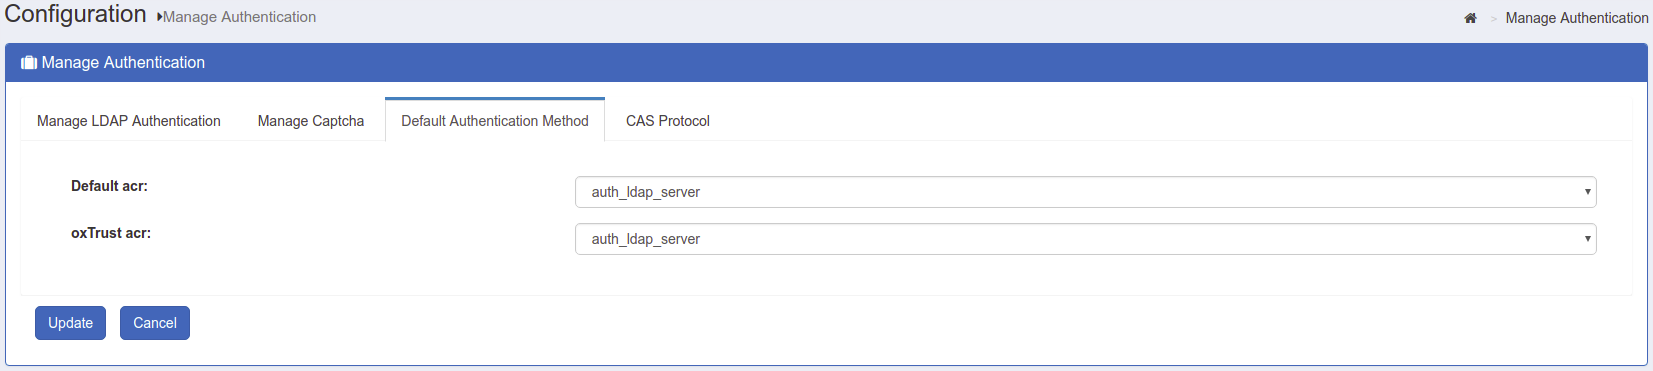 Configuration Manage Authentication
> Manage Authentication
Manage Authentication
Manage LDAP Authentication Manage Captcha Default Authentication Method CAS Protocol
Default acr: auth_ldap_server
oxTrust acr: auth_ldap_server
Update Cancel